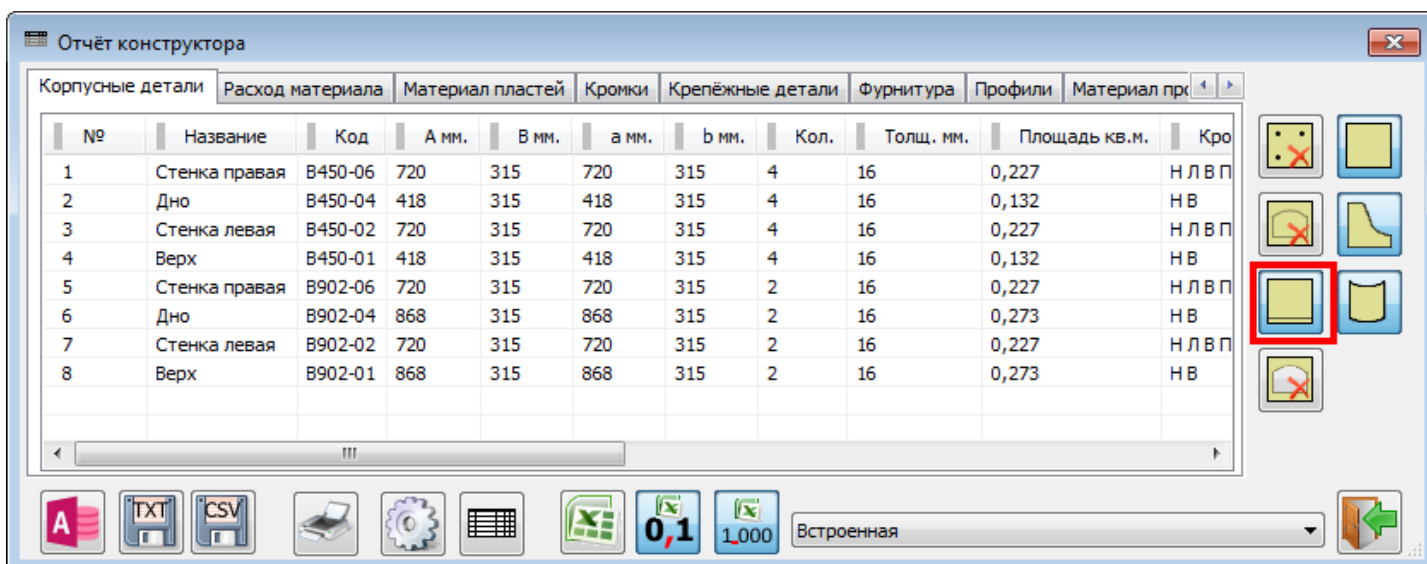 Отчёт конструктора
Корпусные детали Расход материала Материал пластей Кромки Крепёжные детали Фурнитура Профили Материал прс
№ Название Код A мм. B мм. a мм. b мм. Кол. Толщ. мм. Площадь кв.м. Кро
1 Стенка правая B450-06 720 315 720 315 4 16 0,227 Н Л В П
2 Дно B450-04 418 315 418 315 4 16 0,132 Н В
3 Стенка левая B450-02 720 315 720 315 4 16 0,227 Н Л В П
4 Верх B450-01 418 315 418 315 4 16 0,132 Н В
5 Стенка правая B902-06 720 315 720 315 2 16 0,227 Н Л В П
6 Дно B902-04 868 315 868 315 2 16 0,273 Н В
7 Стенка левая B902-02 720 315 720 315 2 16 0,227 Н Л В П
8 Верх B902-01 868 315 868 315 2 16 0,273 Н В
A TXT CSV 0,1 1.000 Встроенная